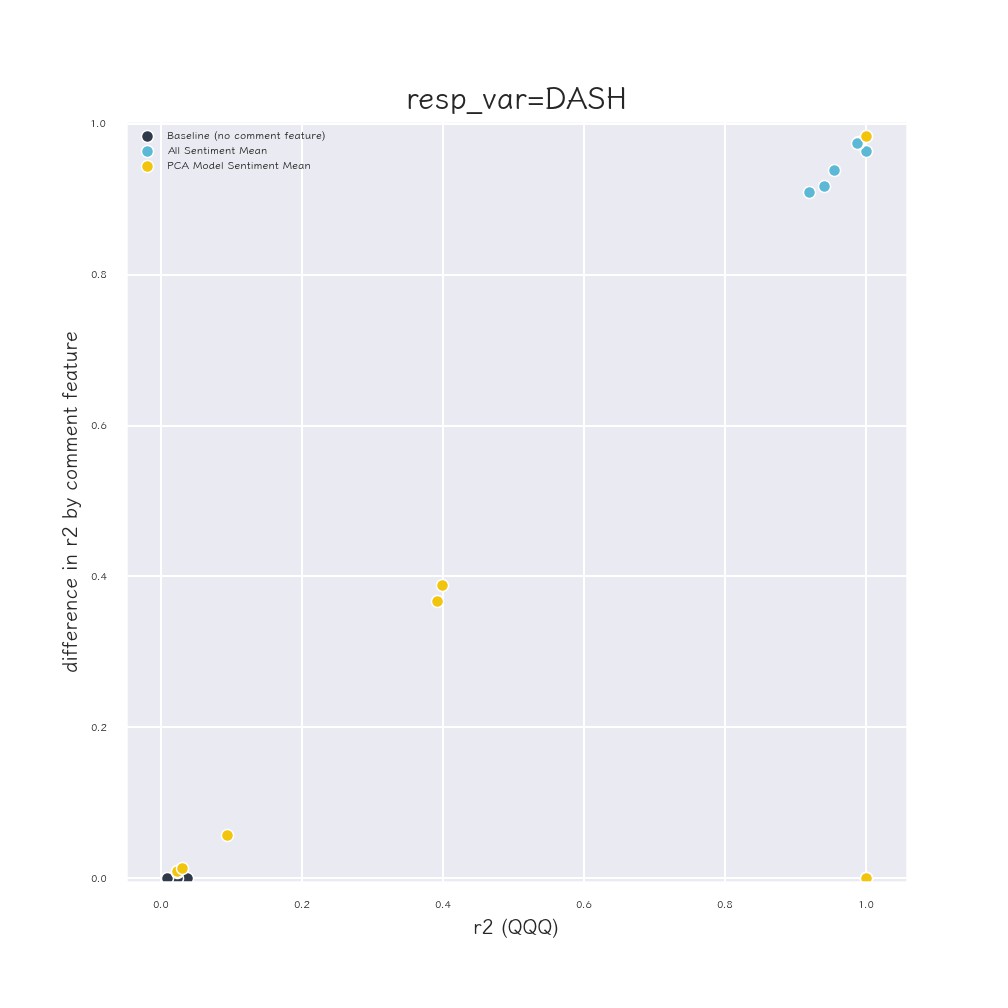 resp_var=DASH
Baseline (no comment feature)
All Sentiment Mean
PCA Model Sentiment Mean
difference in r2 by comment feature
1.0
0.8
0.6
0.4
0.2
0.0
0.0 0.2 0.4 0.6 0.8 1.0
r2 (QQQ)